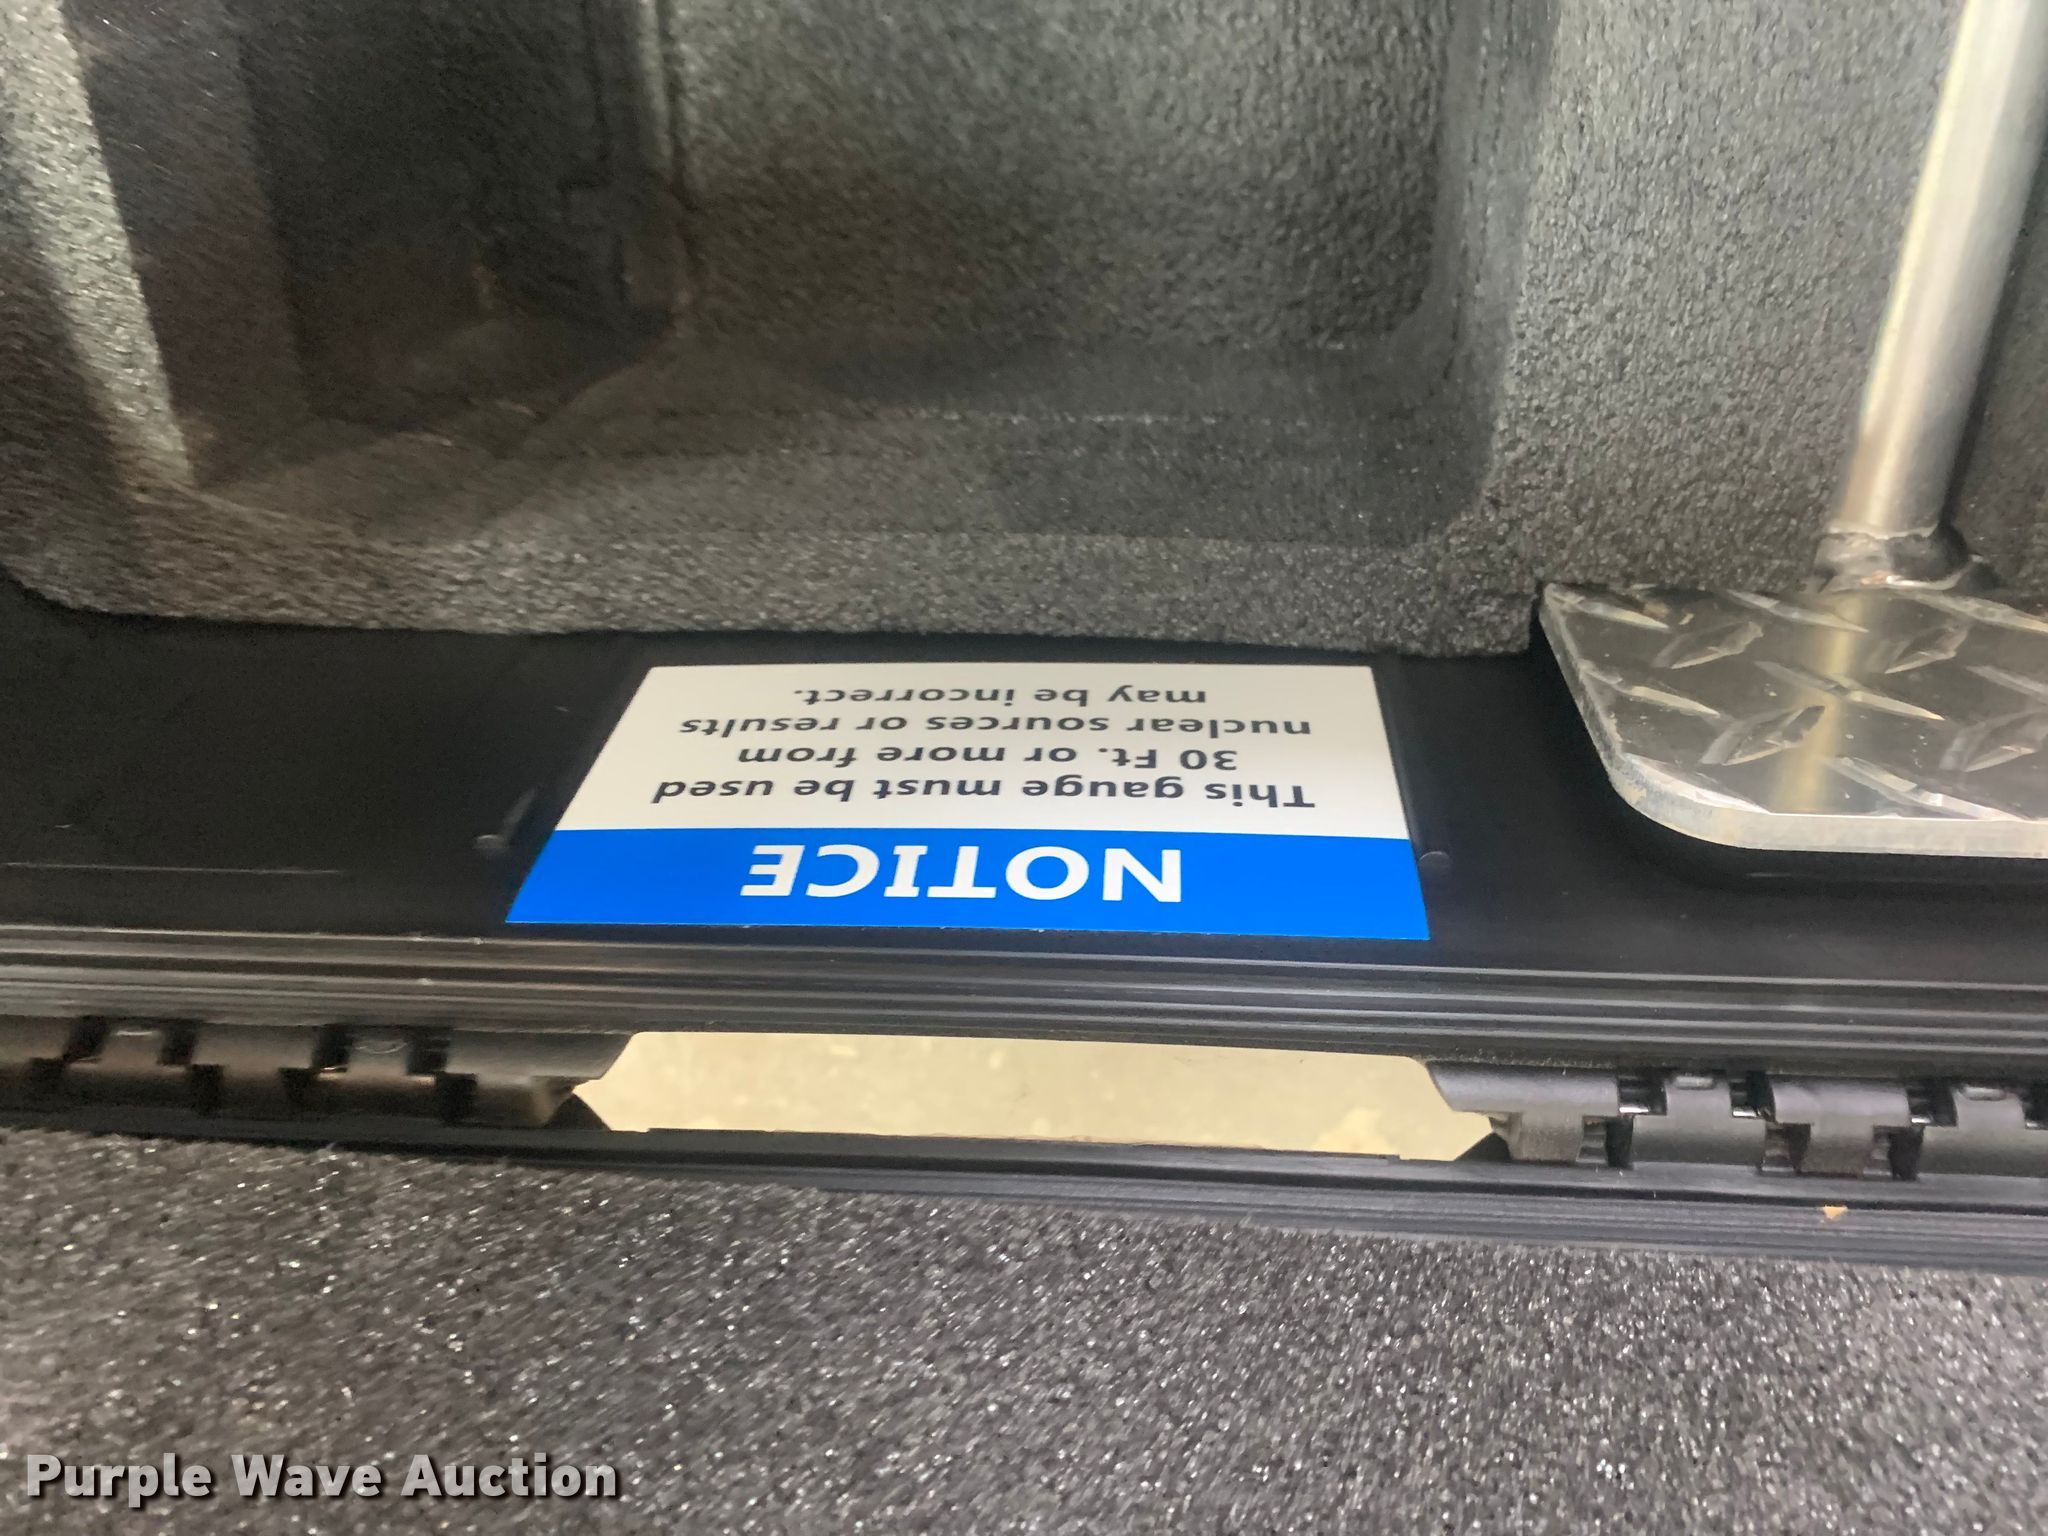 NOTICE
This gauge must be used
30 Ft. or more from
nuclear sources or results
may be incorrect.
Purple Wave Auction